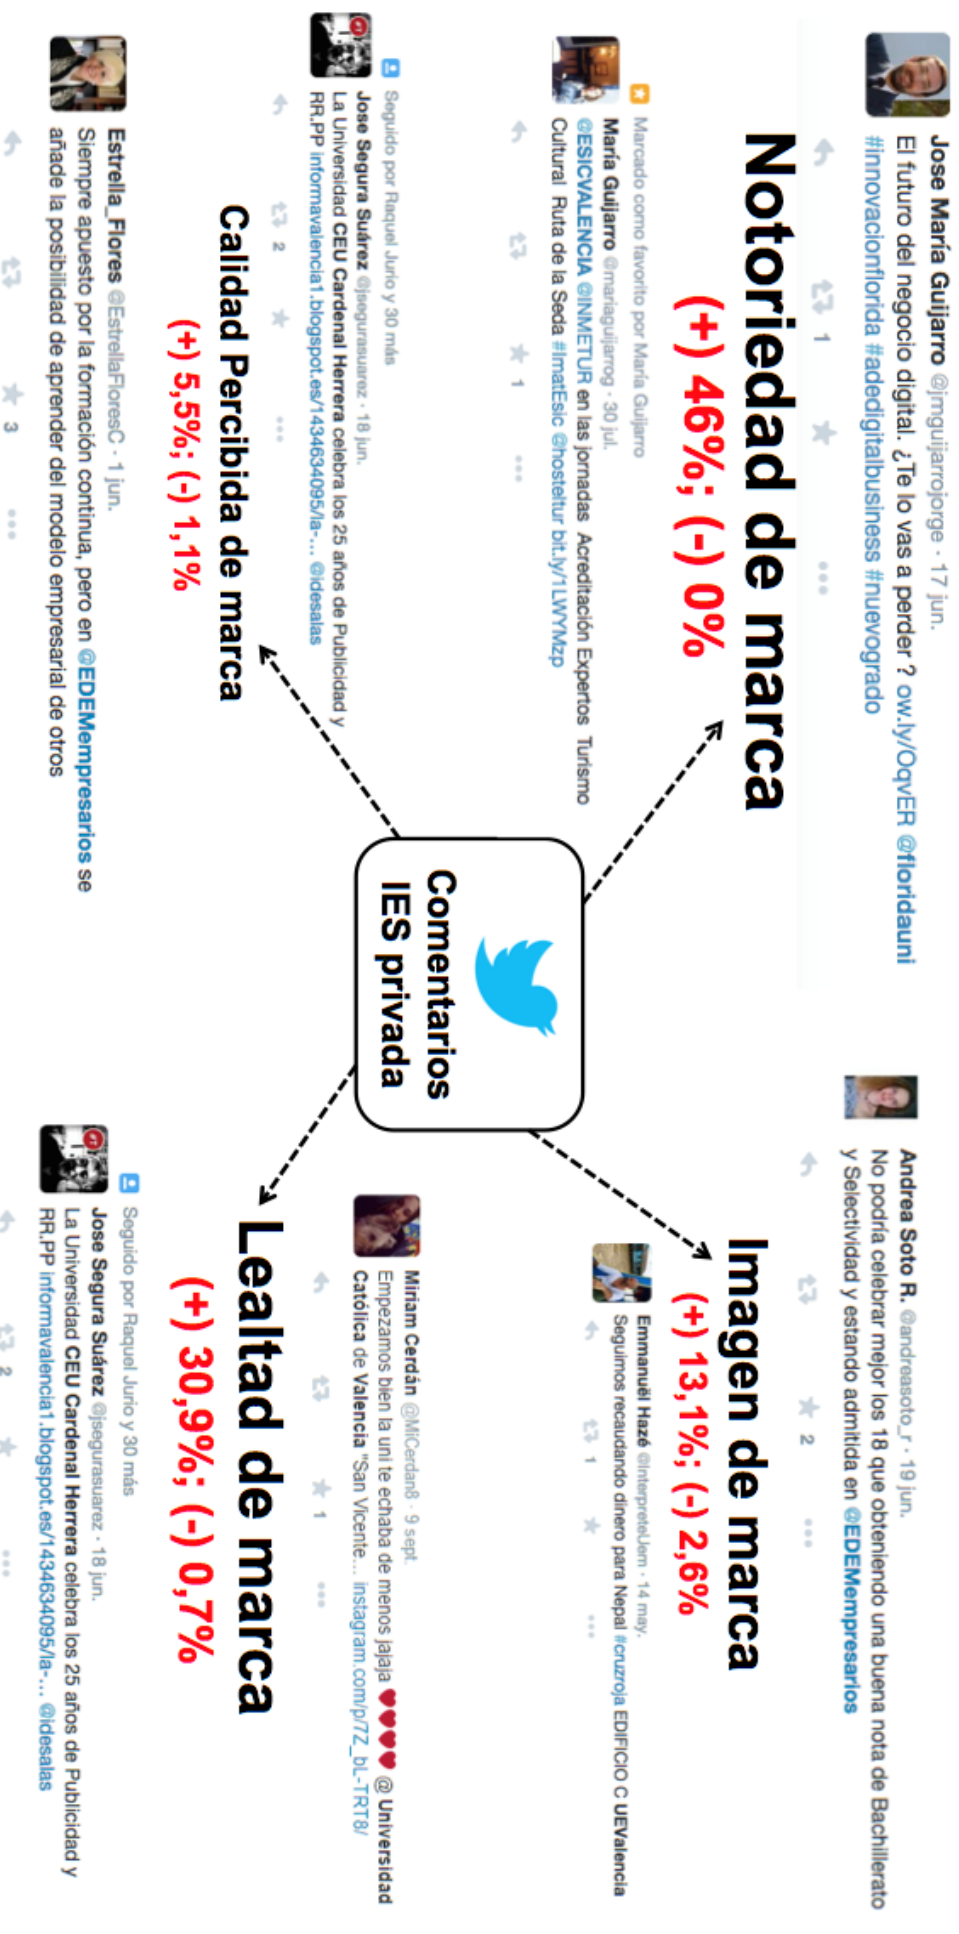 Jose María Guijarro @jmguijarrojorge · 17 jun.
El futuro del negocio digital. ¿Te lo vas a perder ? ow.ly/OqvER @floridauni
#innovacionflorida #adedigitalbusiness #nuevogrado
1
Notoriedad de marca
(+) 46%; (-) 0%
Marcado como favorito por María Guijarro
María Guijarro @mariaguijarrog · 30 jul.
@ESICVALENCIA @INMETUR en las jornadas Acreditación Expertos Turismo
Cultural Ruta de la Seda #ImatEsic @hosteltur bit.ly/1LWYMzp
1
Andrea Soto R. @andreasoto_r · 19 jun.
No podría celebrar mejor los 18 que obteniendo una buena nota de Bachillerato
y Selectividad y estando admitida en @EDEMempresarios
2
Imagen de marca
(+) 13,1%; (-) 2,6%
Emmanuël Hazé @InterpreteUem · 14 may.
Seguimos recaudando dinero para Nepal #cruzroja EDIFICIO C UEValencia
1
Comentarios
IES privada
Seguido por Raquel Jurio y 30 más
Jose Segura Suárez @jsegurasuarez · 18 jun.
La Universidad CEU Cardenal Herrera celebra los 25 años de Publicidad y
RR.PP informavalencia1.blogspot.es/1434634095/la-... @idesalas
2
Calidad Percibida de marca
(+) 5,5%; (-) 1,1%
Estrella_Flores @EstrellaFloresC · 1 jun.
Siempre apuesto por la formación continua, pero en @EDEMempresarios se
añade la posibilidad de aprender del modelo empresarial de otros
3
Miriam Cerdán @MiCerdan8 · 9 sept.
Empezamos bien la uni te echaba de menos jajaja ❤❤❤❤ @ Universidad
Católica de Valencia "San Vicente... instagram.com/p/7Z_bL-TRT8/
1
Lealtad de marca
(+) 30,9%; (-) 0,7%
Seguido por Raquel Jurio y 30 más
Jose Segura Suárez @jsegurasuarez · 18 jun.
La Universidad CEU Cardenal Herrera celebra los 25 años de Publicidad y
RR.PP informavalencia1.blogspot.es/1434634095/la-... @idesalas
2